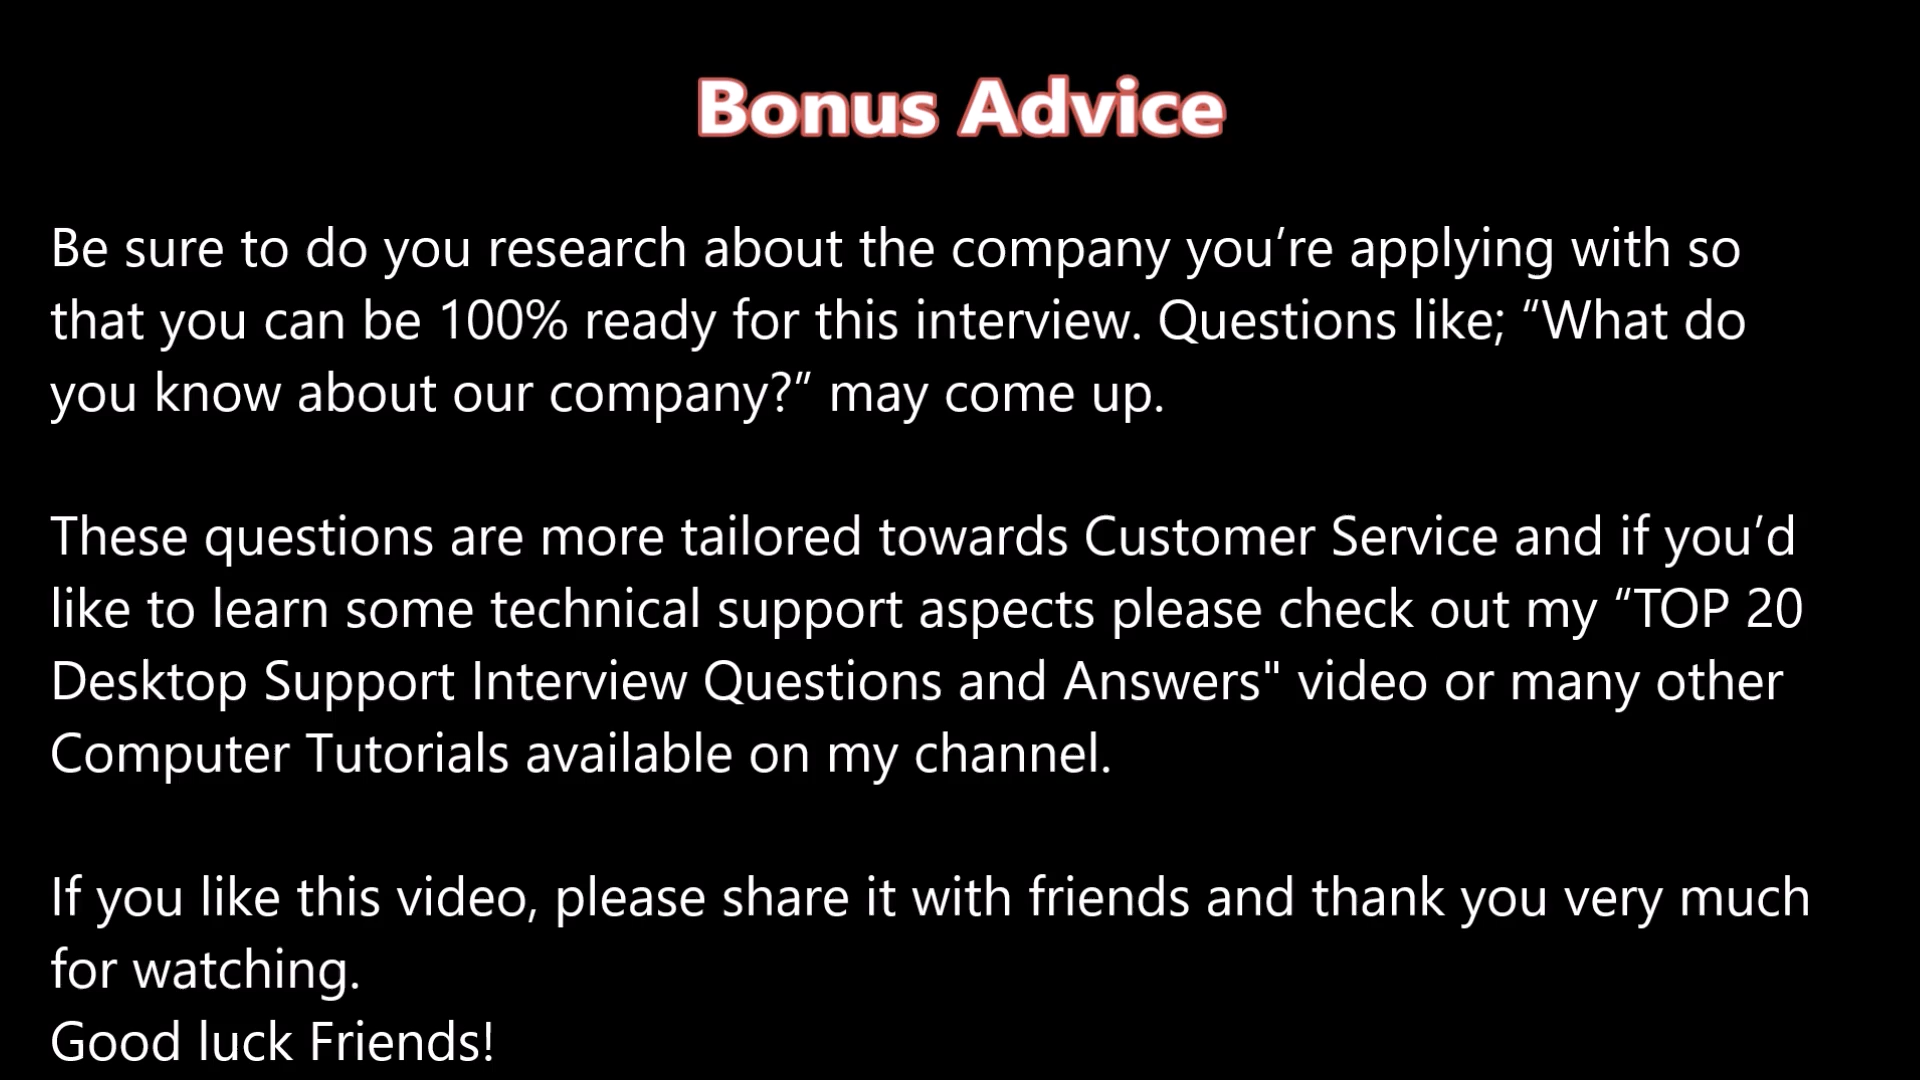 Bonus Advice
Be sure to do you research about the company you’re applying with so
that you can be 100% ready for this interview. Questions like; “What do
you know about our company?” may come up.
These questions are more tailored towards Customer Service and if you’d
like to learn some technical support aspects please check out my “TOP 20
Desktop Support Interview Questions and Answers" video or many other
Computer Tutorials available on my channel.
If you like this video, please share it with friends and thank you very much
for watching.
Good luck Friends!